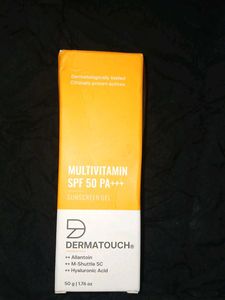 Dermatologically tested
Clinically proven actives
MULTIVITAMIN
SPF 50 PA+++
SUNSCREEN GEL
DERMATOUCH®
++ Allantoin
++ M-Shuttle SC
++ Hyaluronic Acid
50 g | 1.76 oz